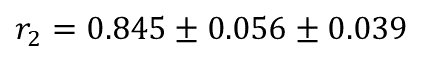 r₂ = 0.845 ± 0.056 ± 0.039